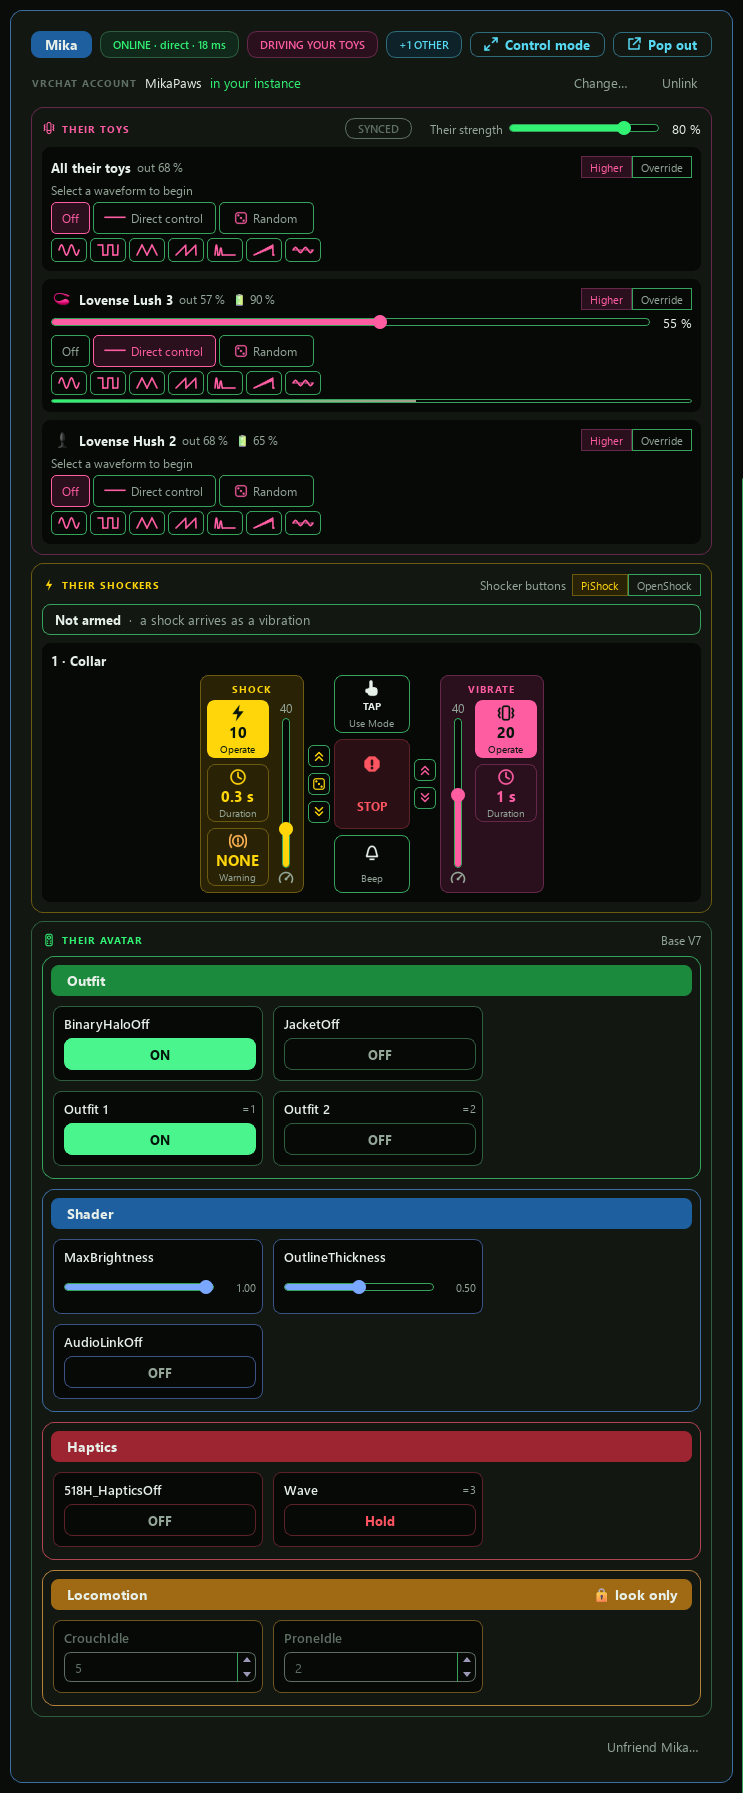 Mika
ONLINE · direct · 18 ms
DRIVING YOUR TOYS
+1 OTHER
Control mode
Pop out
VRCHAT ACCOUNT MikaPaws in your instance
Change...
Unlink
THEIR TOYS
SYNCED
Their strength
80 %
All their toys out 68 %
Higher
Override
Select a waveform to begin
Off
Direct control
Random
Lovense Lush 3 out 57 % 90 %
Higher
Override
55 %
Off
Direct control
Random
Lovense Hush 2 out 68 % 65 %
Higher
Override
Select a waveform to begin
Off
Direct control
Random
THEIR SHOCKERS
Shocker buttons
PiShock
OpenShock
Not armed · a shock arrives as a vibration
1 · Collar
SHOCK
10
Operate
0.3 s
Duration
NONE
Warning
40
TAP
Use Mode
STOP
Beep
VIBRATE
40
20
Operate
1 s
Duration
THEIR AVATAR
Base V7
Outfit
BinaryHaloOff
ON
JacketOff
OFF
Outfit 1 =1
ON
Outfit 2 =2
OFF
Shader
MaxBrightness
1.00
OutlineThickness
0.50
AudioLinkOff
OFF
Haptics
518H_HapticsOff
OFF
Wave =3
Hold
Locomotion
look only
CrouchIdle
5
ProneIdle
2
Unfriend Mika...